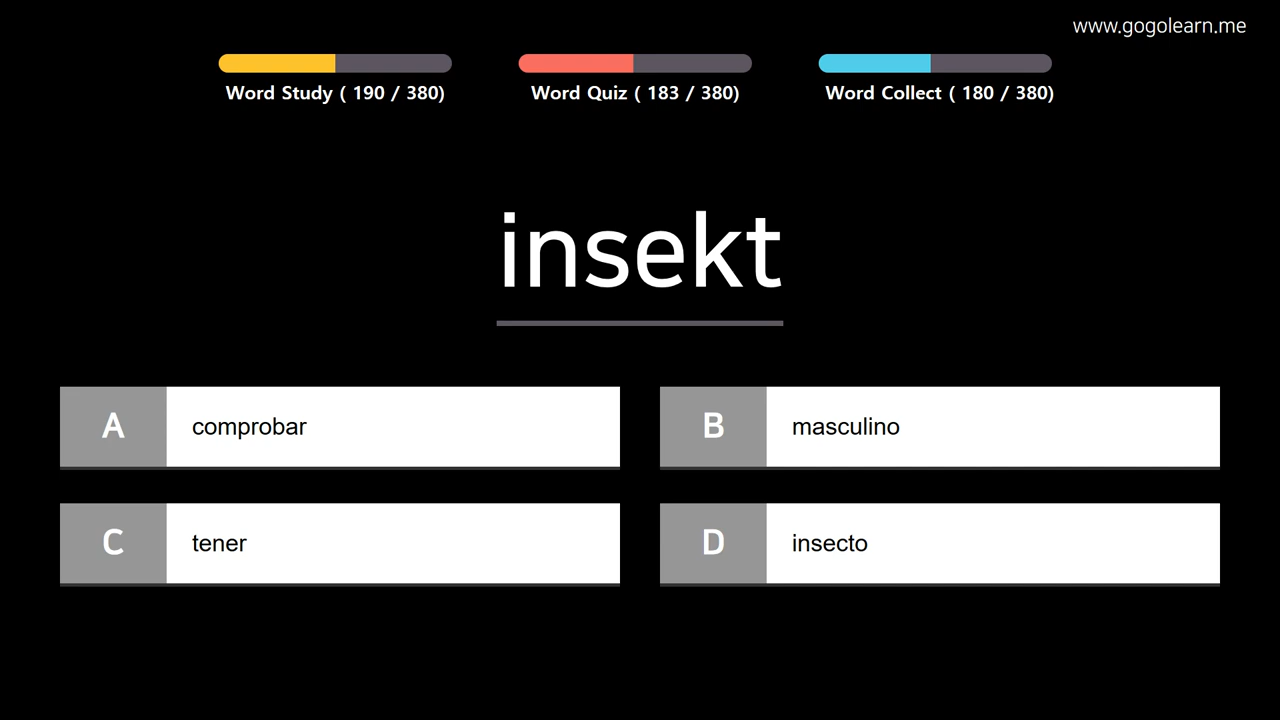 www.gogolearn.me
Word Study ( 190 / 380)
Word Quiz ( 183 / 380)
Word Collect ( 180 / 380)
insekt
A comprobar
B masculino
C tener
D insecto